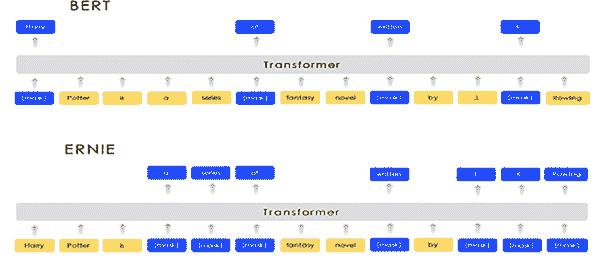 BERT
Harry of written K
Transformer
[mask] Potter is a series [mask] fantasy novel [mask] by J. [mask] Rowling
ERNIE
a series of written J. K. Rowling
Transformer
Harry Potter is [mask] [mask] [mask] fantasy novel [mask] by [mask] [mask] [mask]